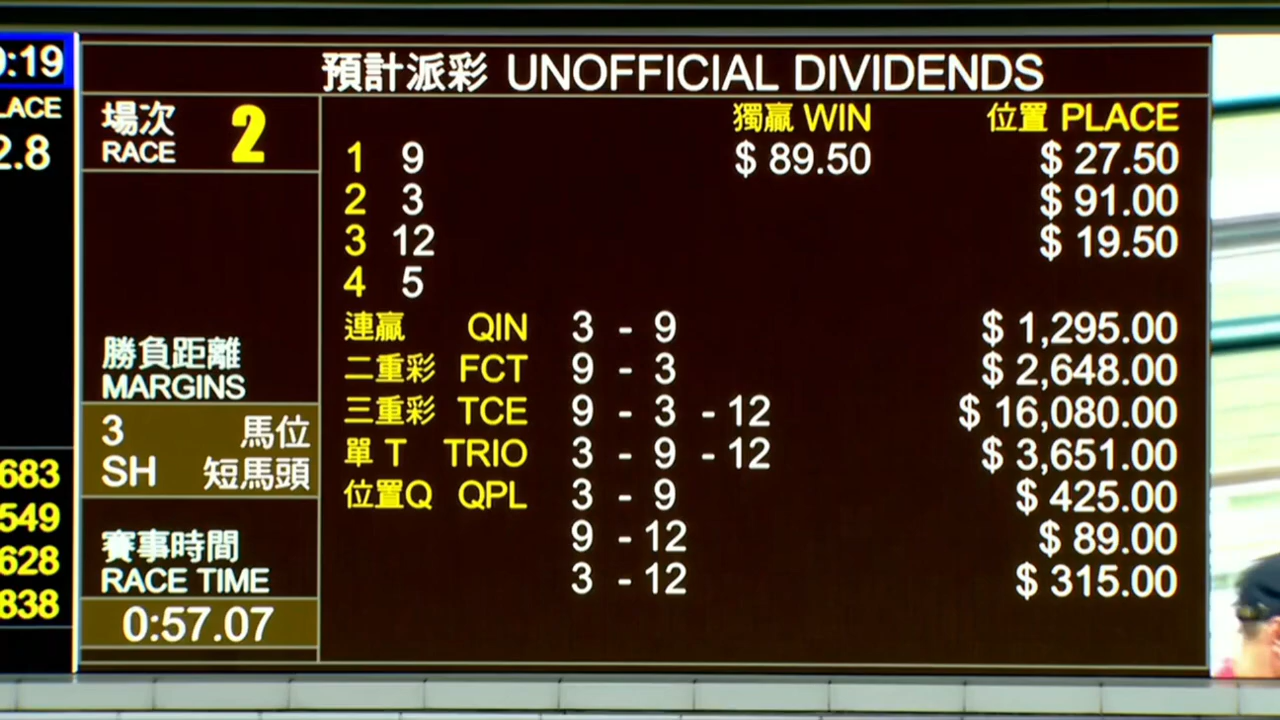 :19
LACE
2.8
683
549
628
838
預計派彩 UNOFFICIAL DIVIDENDS
場次
RACE 2
獨贏 WIN 位置 PLACE
1 9 $ 89.50 $ 27.50
2 3 $ 91.00
3 12 $ 19.50
4 5
連贏 QIN 3 - 9 $ 1,295.00
二重彩 FCT 9 - 3 $ 2,648.00
三重彩 TCE 9 - 3 - 12 $ 16,080.00
單T TRIO 3 - 9 - 12 $ 3,651.00
位置Q QPL 3 - 9 $ 425.00
9 - 12 $ 89.00
3 - 12 $ 315.00
勝負距離
MARGINS
3 馬位
SH 短馬頭
賽事時間
RACE TIME
0:57.07